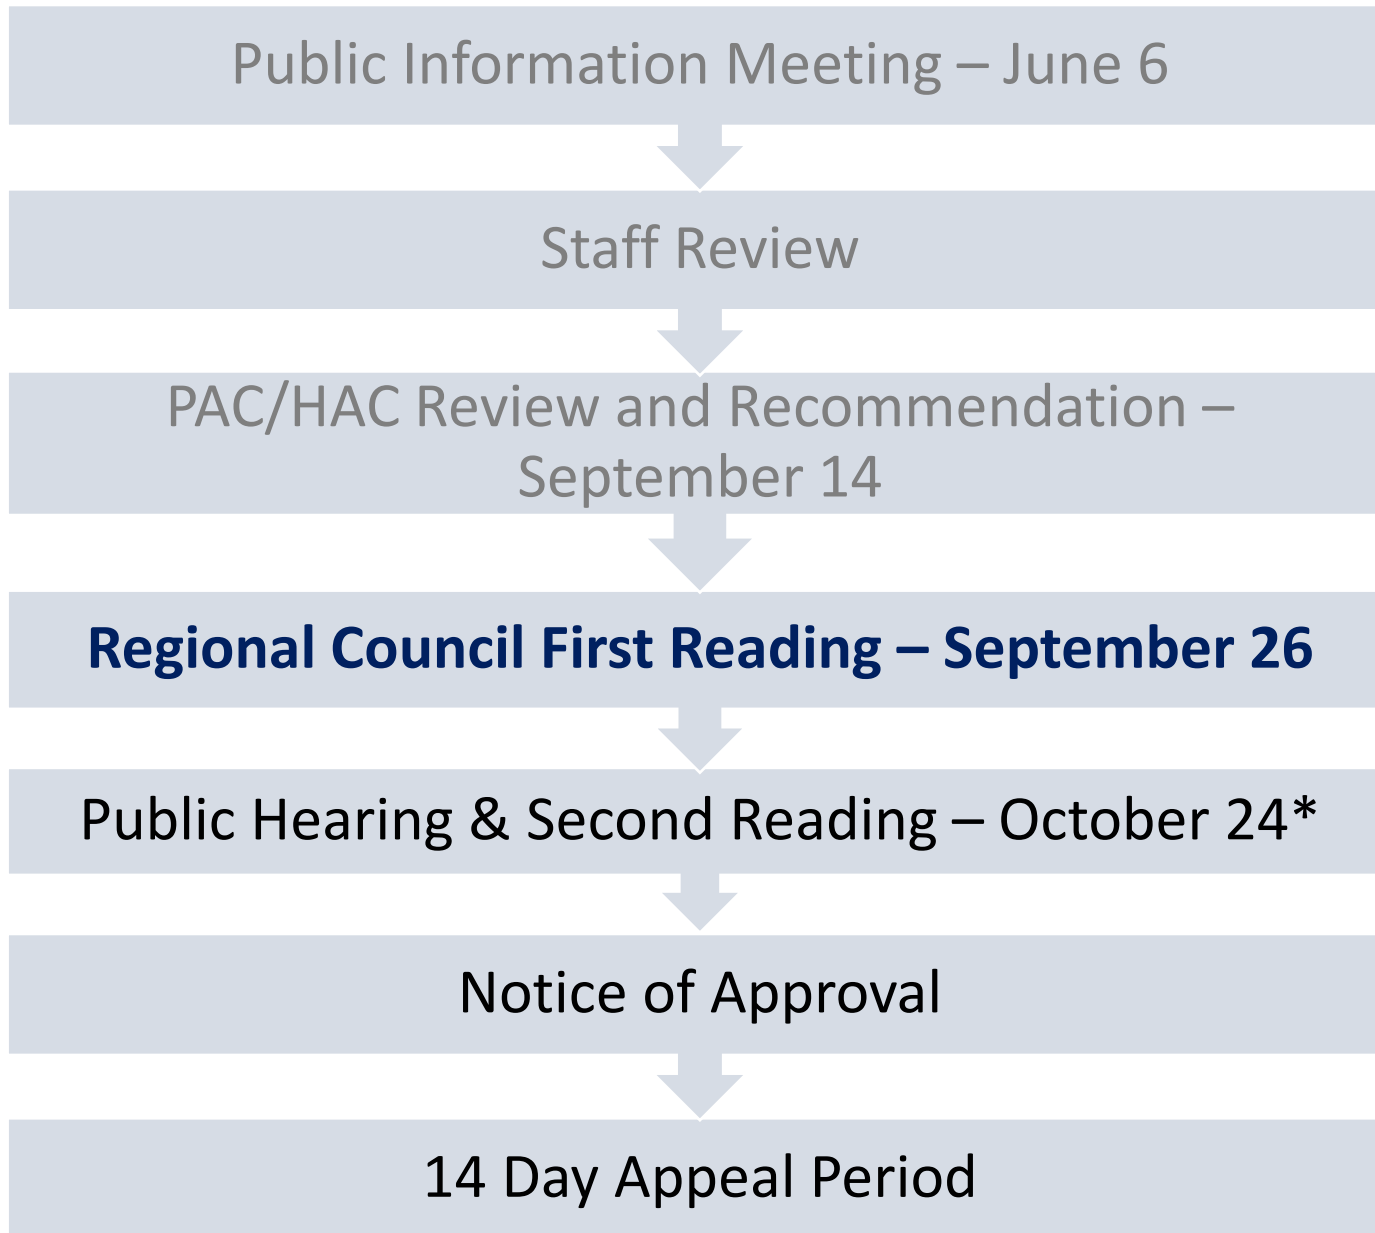 Public Information Meeting – June 6
Staff Review
PAC/HAC Review and Recommendation –
September 14
Regional Council First Reading – September 26
Public Hearing & Second Reading – October 24*
Notice of Approval
14 Day Appeal Period